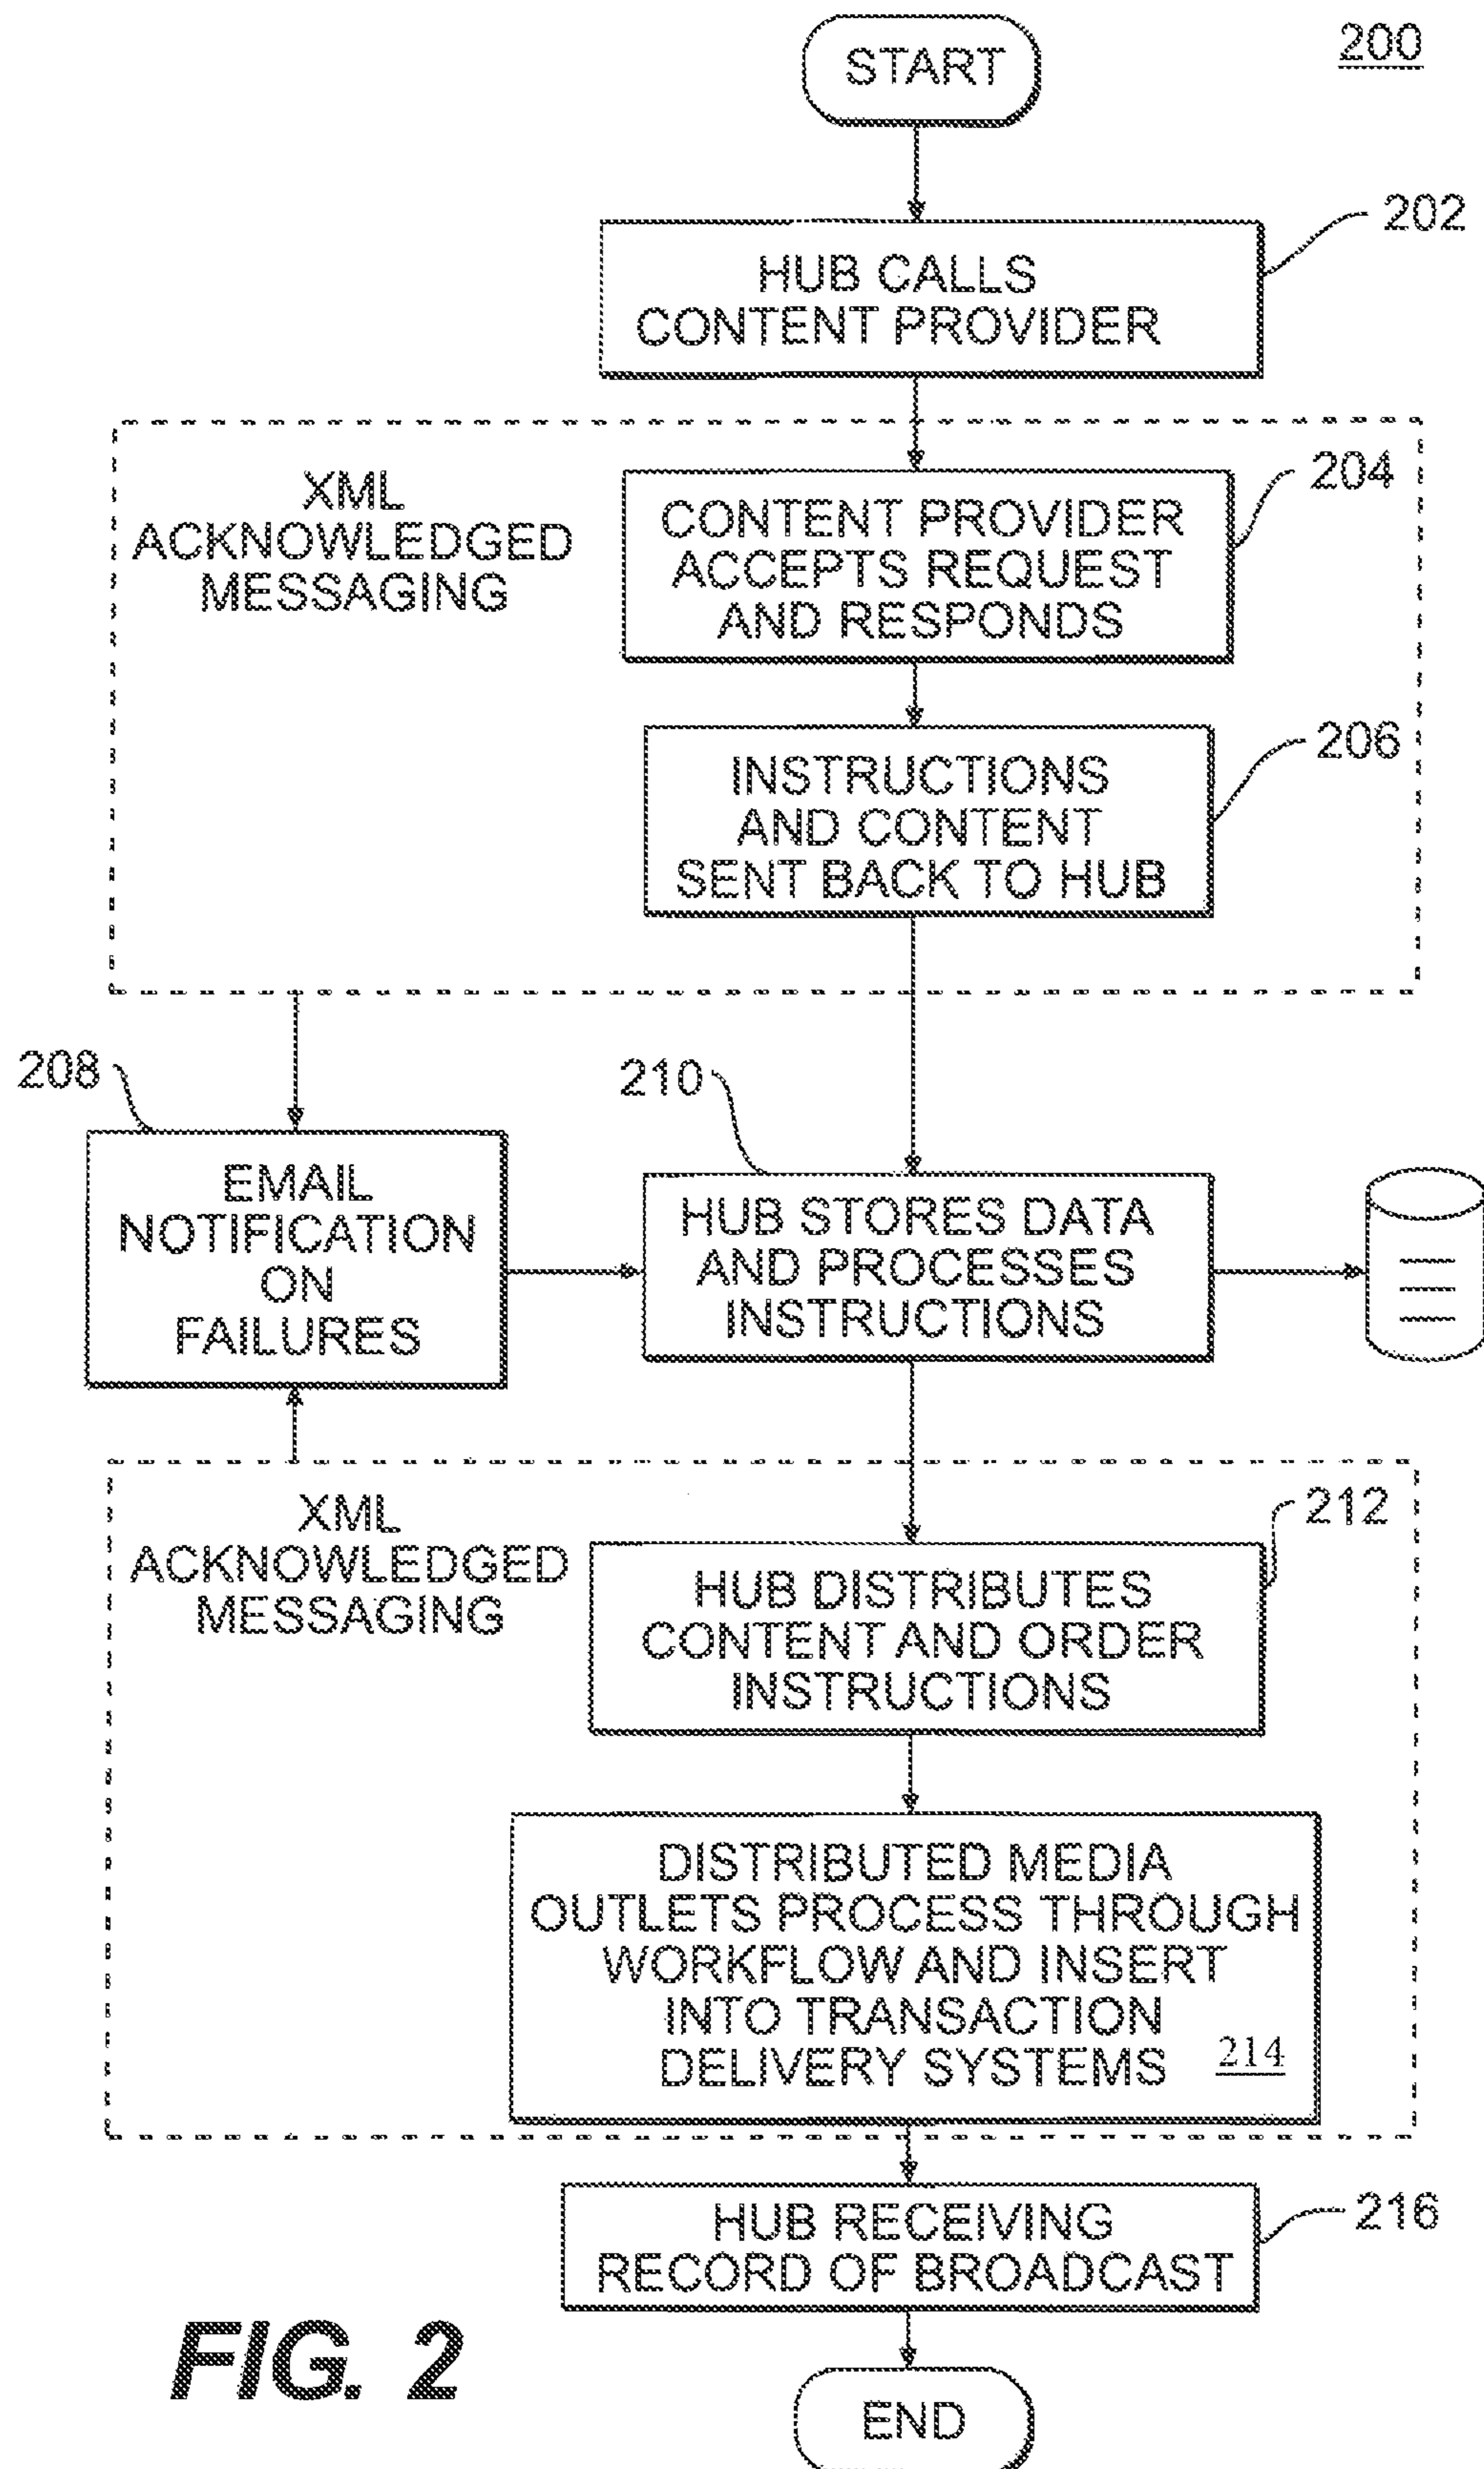 200
START
202
HUB CALLS
CONTENT PROVIDER
XML
ACKNOWLEDGED
MESSAGING
204
CONTENT PROVIDER
ACCEPTS REQUEST
AND RESPONDS
206
INSTRUCTIONS
AND CONTENT
SENT BACK TO HUB
208
EMAIL
NOTIFICATION
ON
FAILURES
210
HUB STORES DATA
AND PROCESSES
INSTRUCTIONS
XML
ACKNOWLEDGED
MESSAGING
212
HUB DISTRIBUTES
CONTENT AND ORDER
INSTRUCTIONS
DISTRIBUTED MEDIA
OUTLETS PROCESS THROUGH
WORKFLOW AND INSERT
INTO TRANSACTION
DELIVERY SYSTEMS
214
216
HUB RECEIVING
RECORD OF BROADCAST
FIG. 2
END